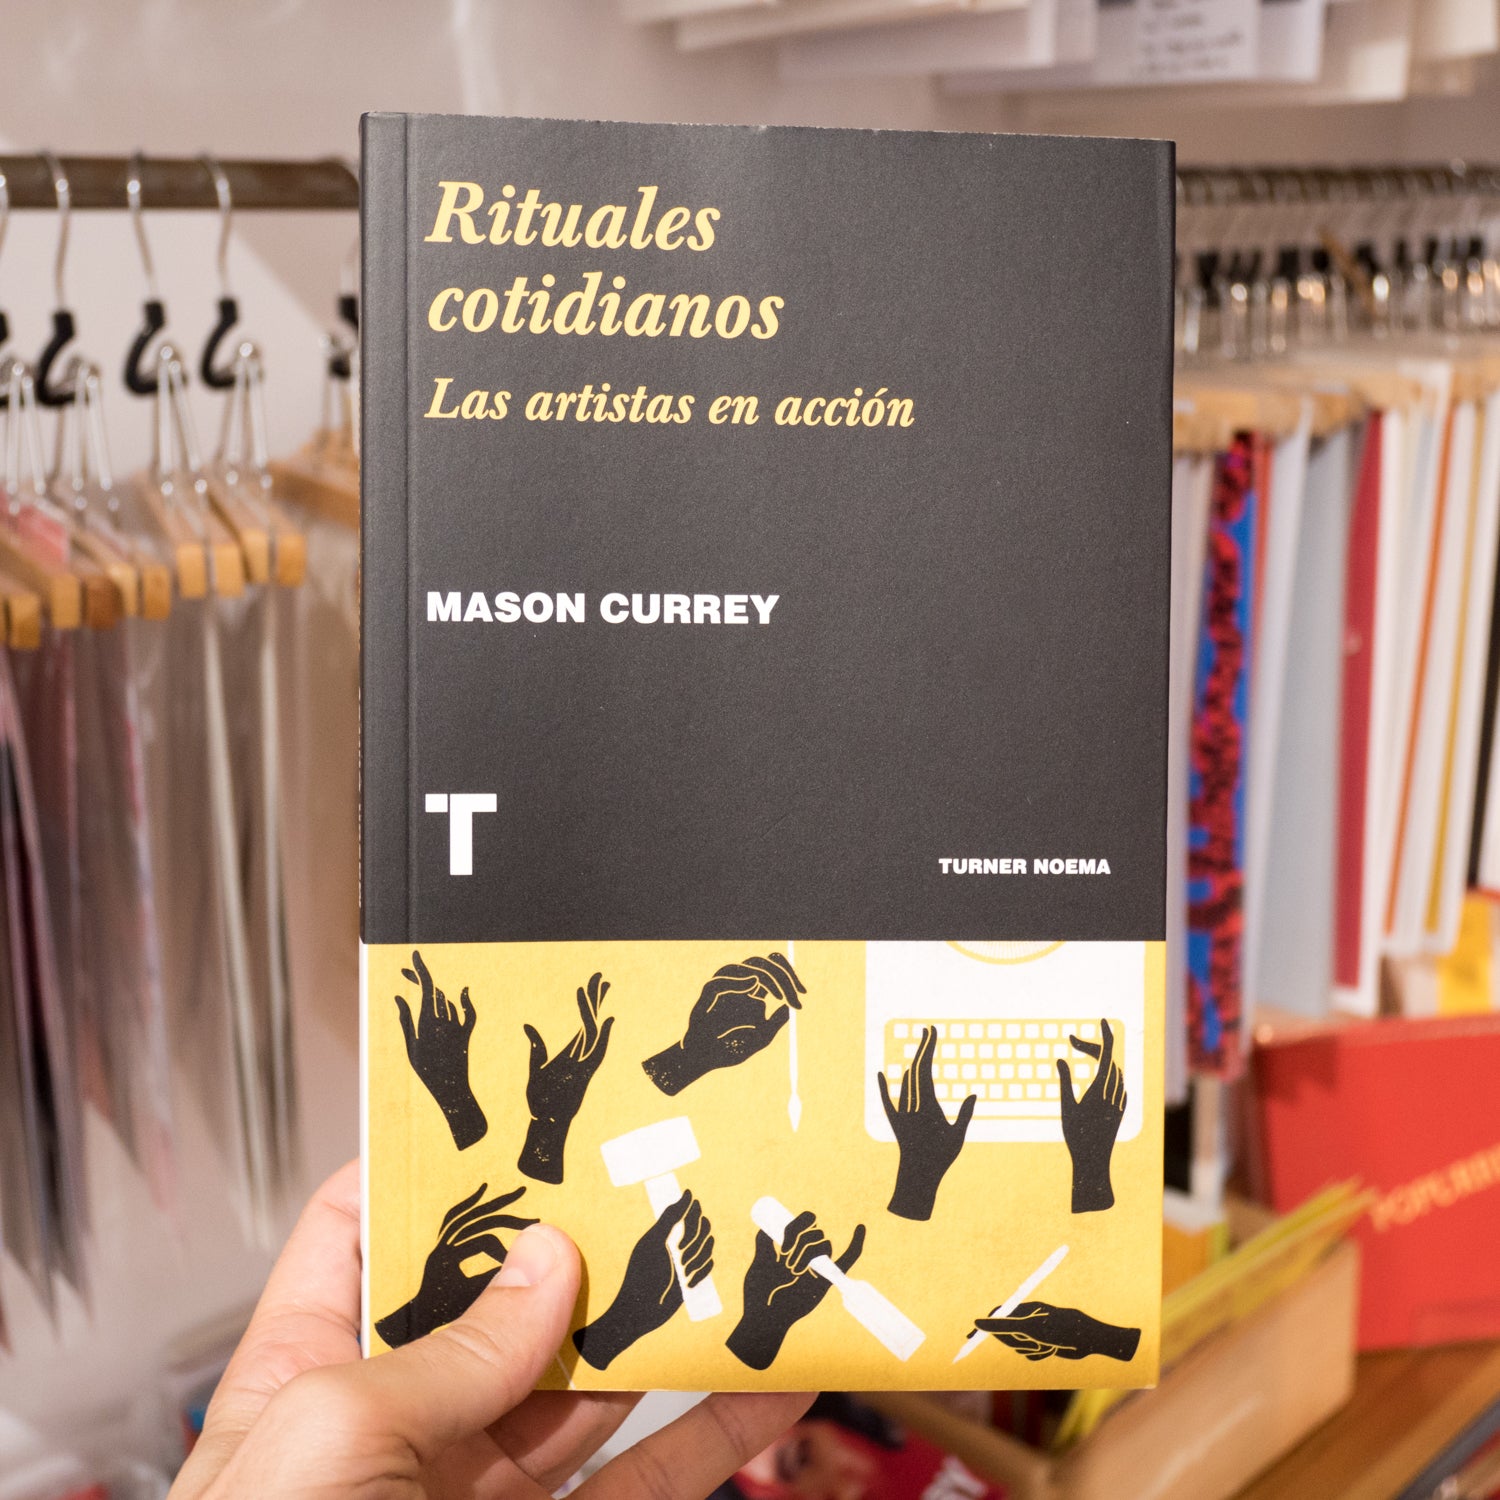 Rituales
cotidianos
Las artistas en acción
MASON CURREY
T
TURNER NOEMA